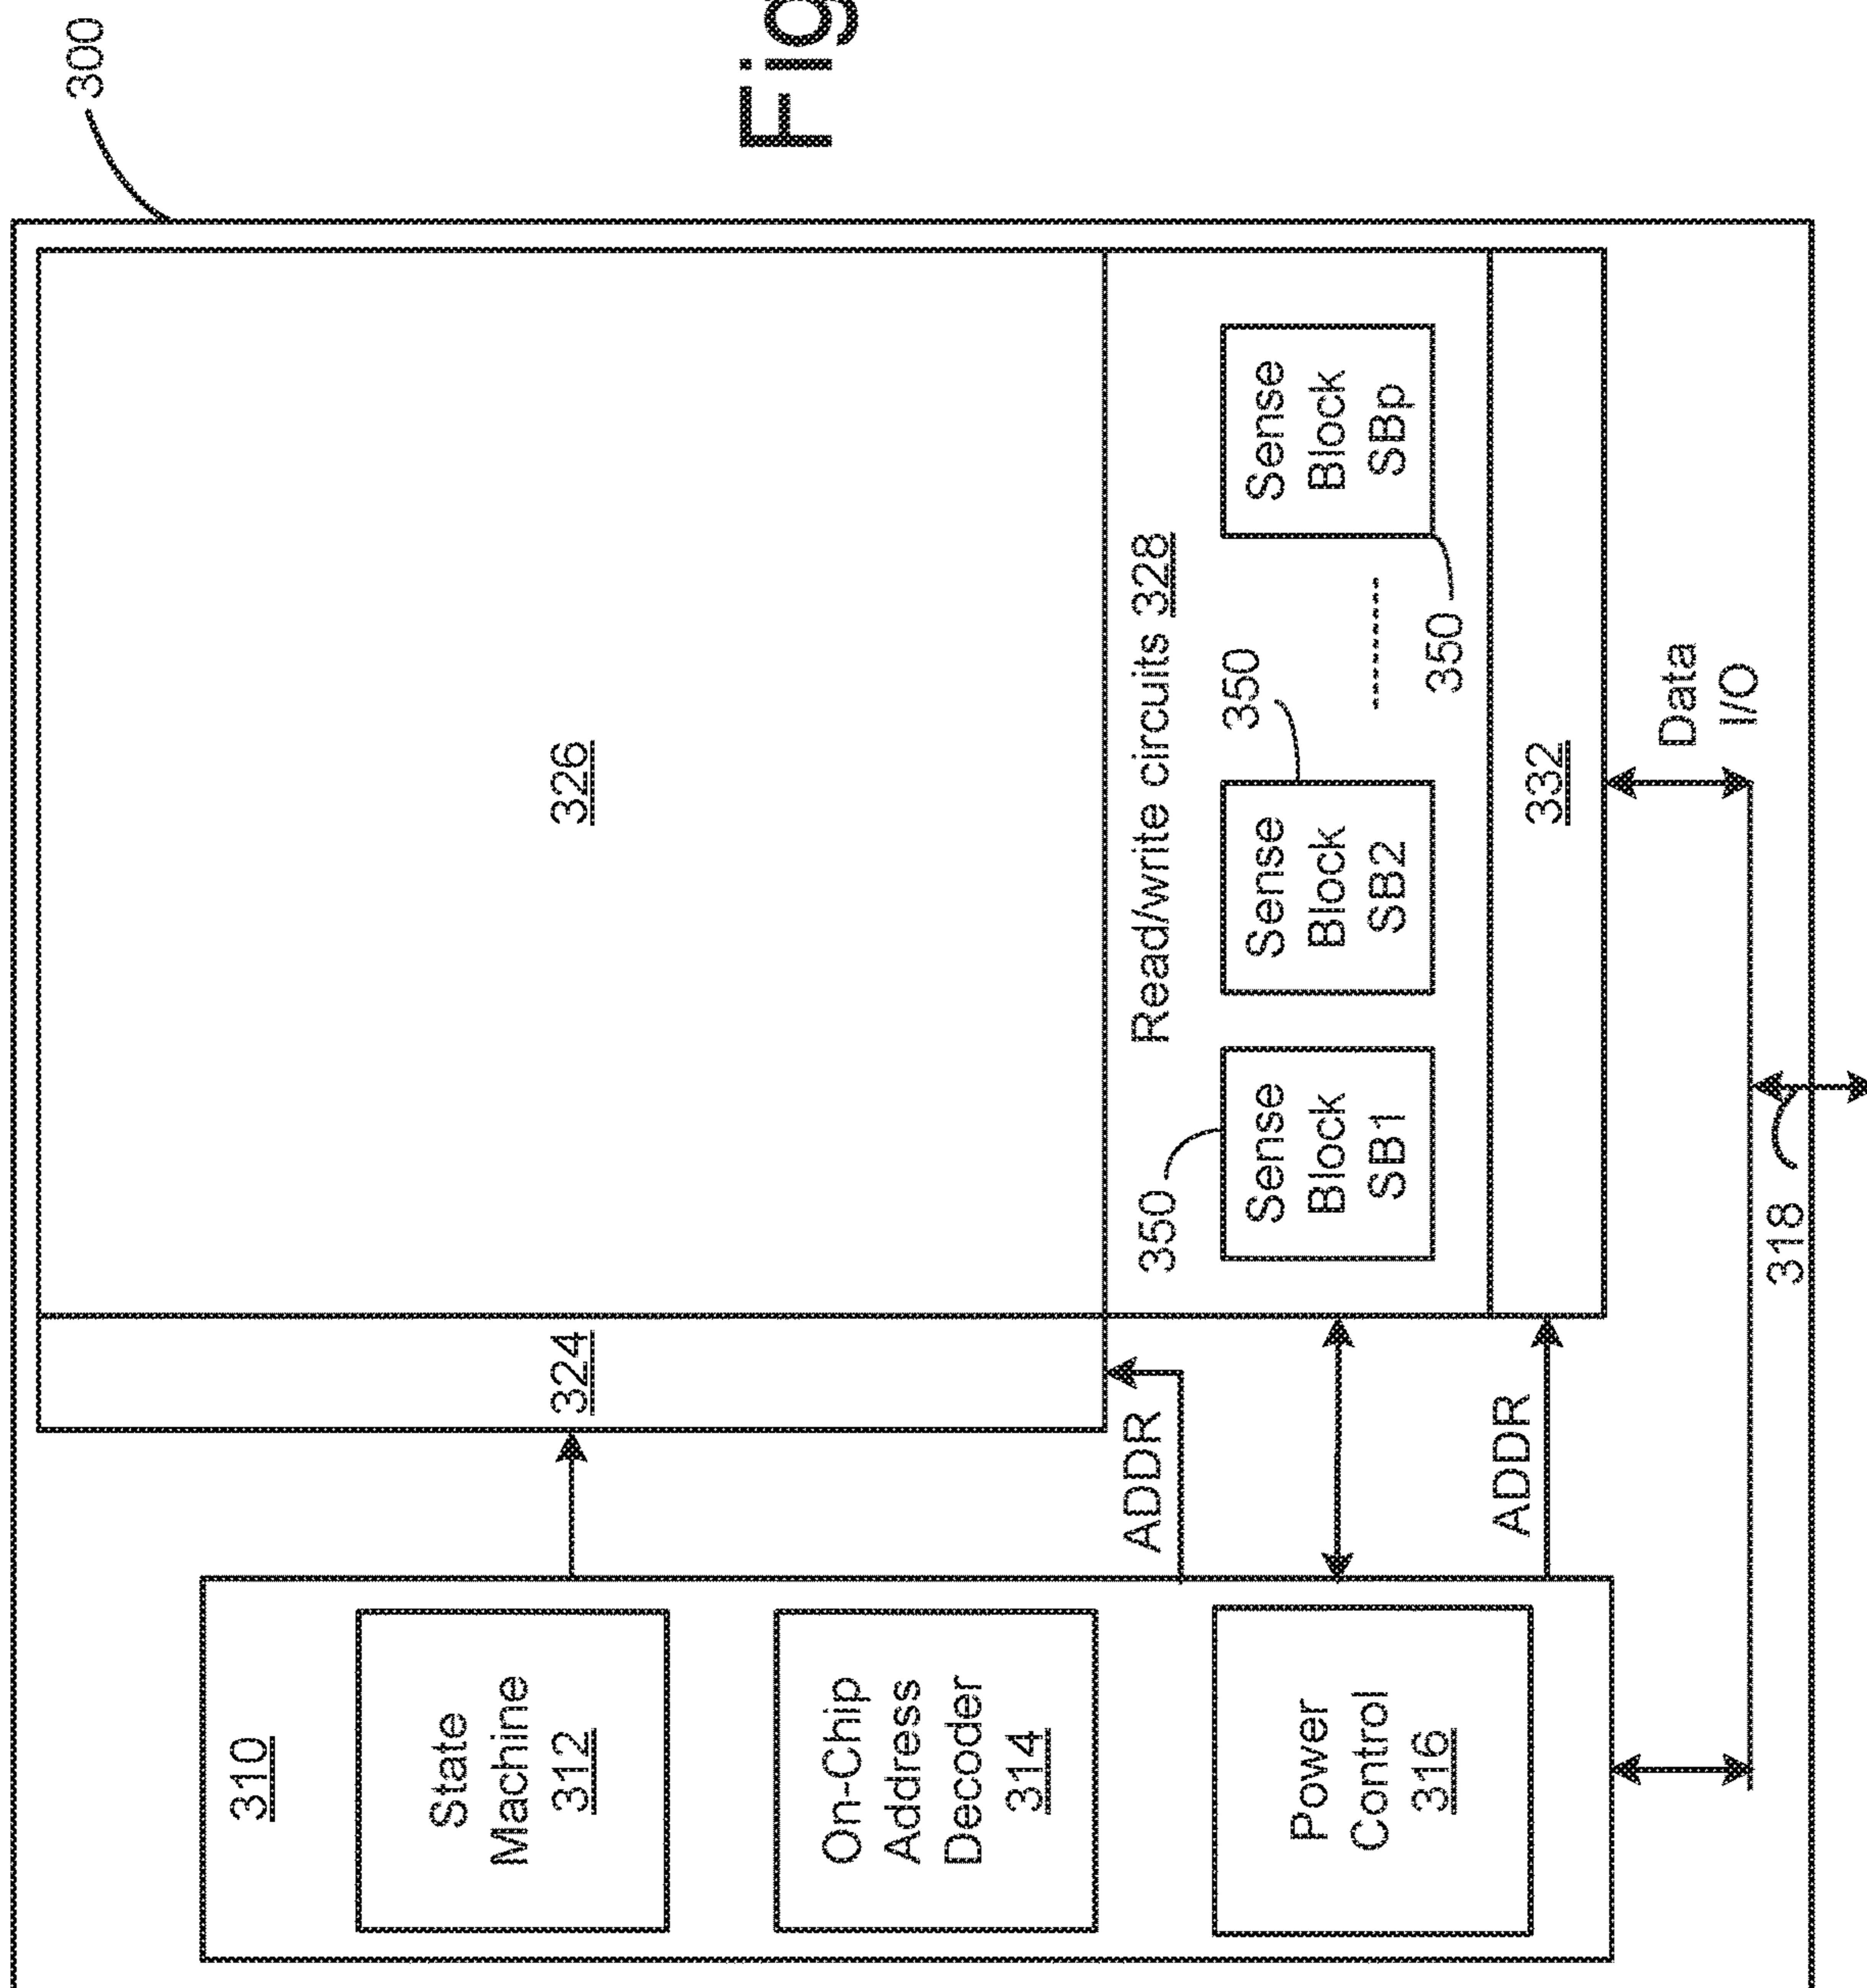 300
Fig
310
State
Machine
312
On-Chip
Address
Decoder
314
Power
Control
316
324
326
ADDR
ADDR
Read/write circuits 328
350
Sense
Block
SB1
350
Sense
Block
SB2
350
Sense
Block
SBp
332
Data
I/O
318